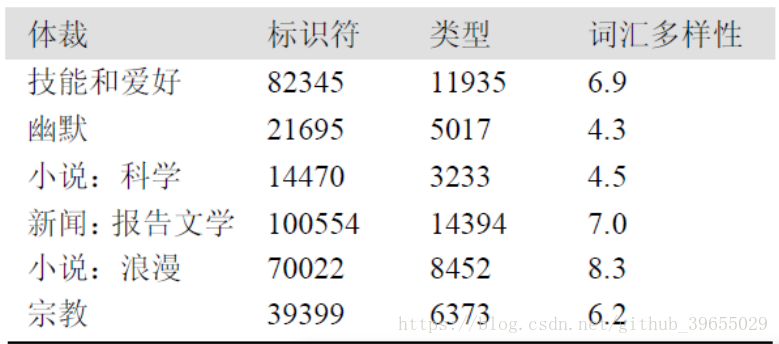 体裁 标识符 类型 词汇多样性
技能和爱好 82345 11935 6.9
幽默 21695 5017 4.3
小说：科学 14470 3233 4.5
新闻：报告文学 100554 14394 7.0
小说：浪漫 70022 8452 8.3
宗教 39399 6373 6.2
https://blog.csdn.net/github_39655029